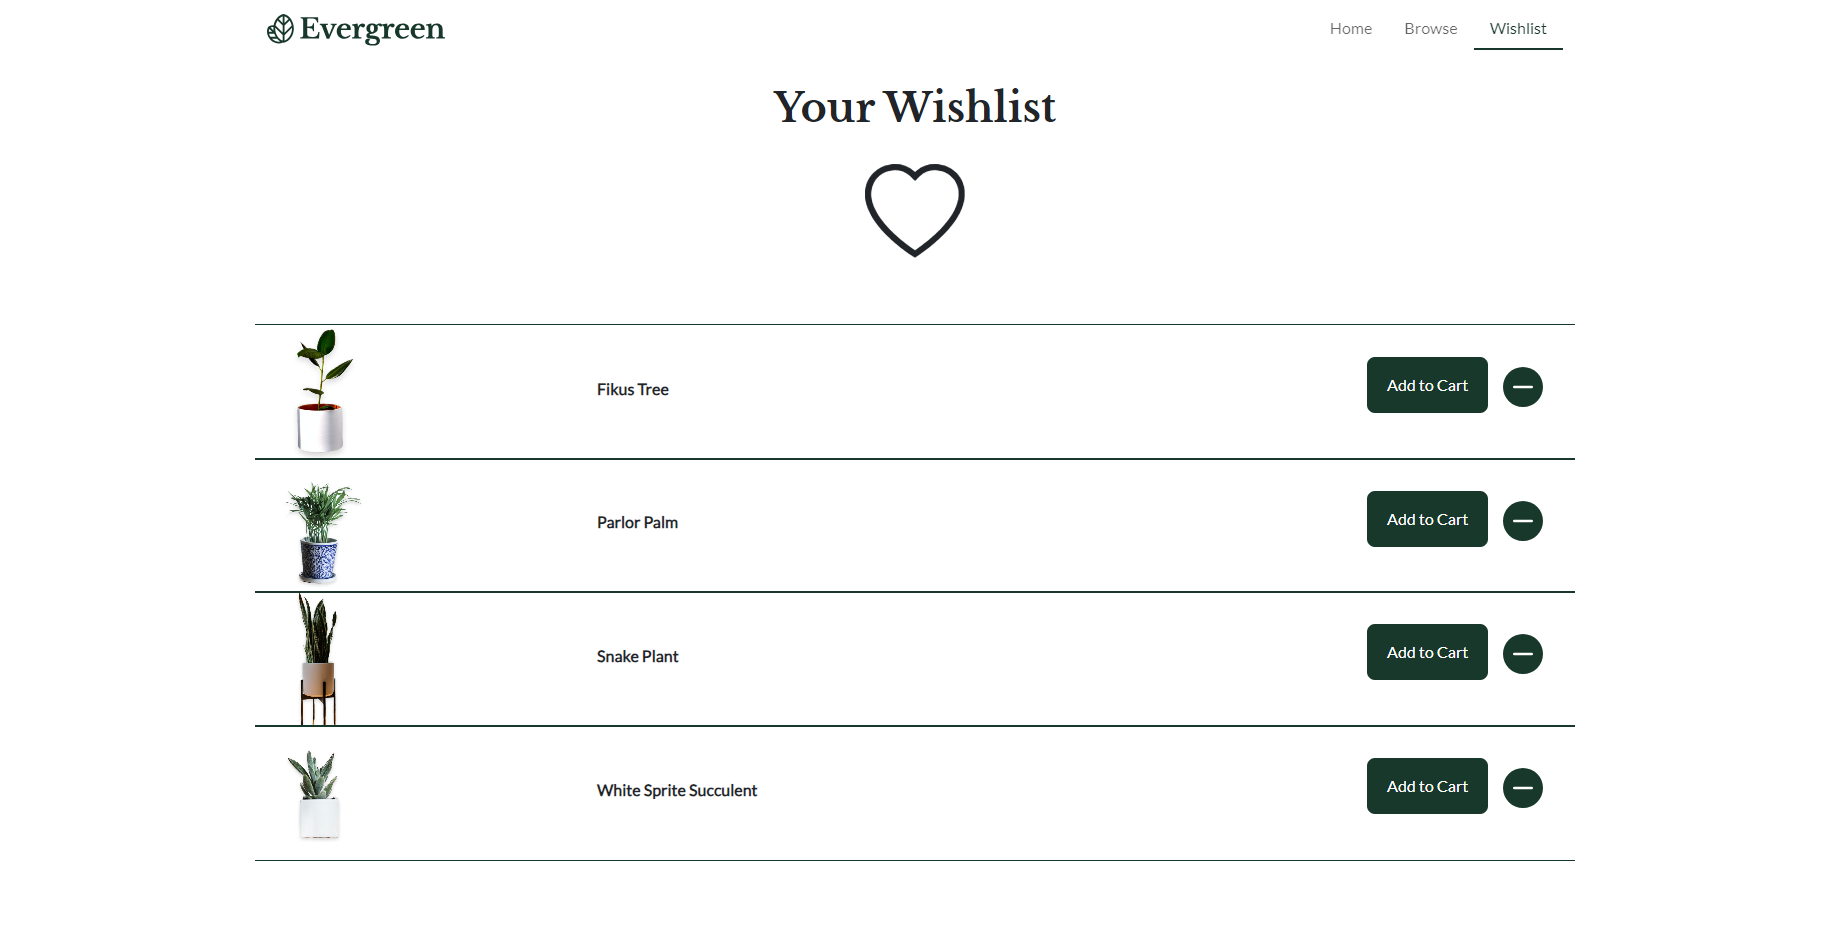 Evergreen
Home Browse Wishlist
Your Wishlist
Fikus Tree
Add to Cart
Parlor Palm
Add to Cart
Snake Plant
Add to Cart
White Sprite Succulent
Add to Cart